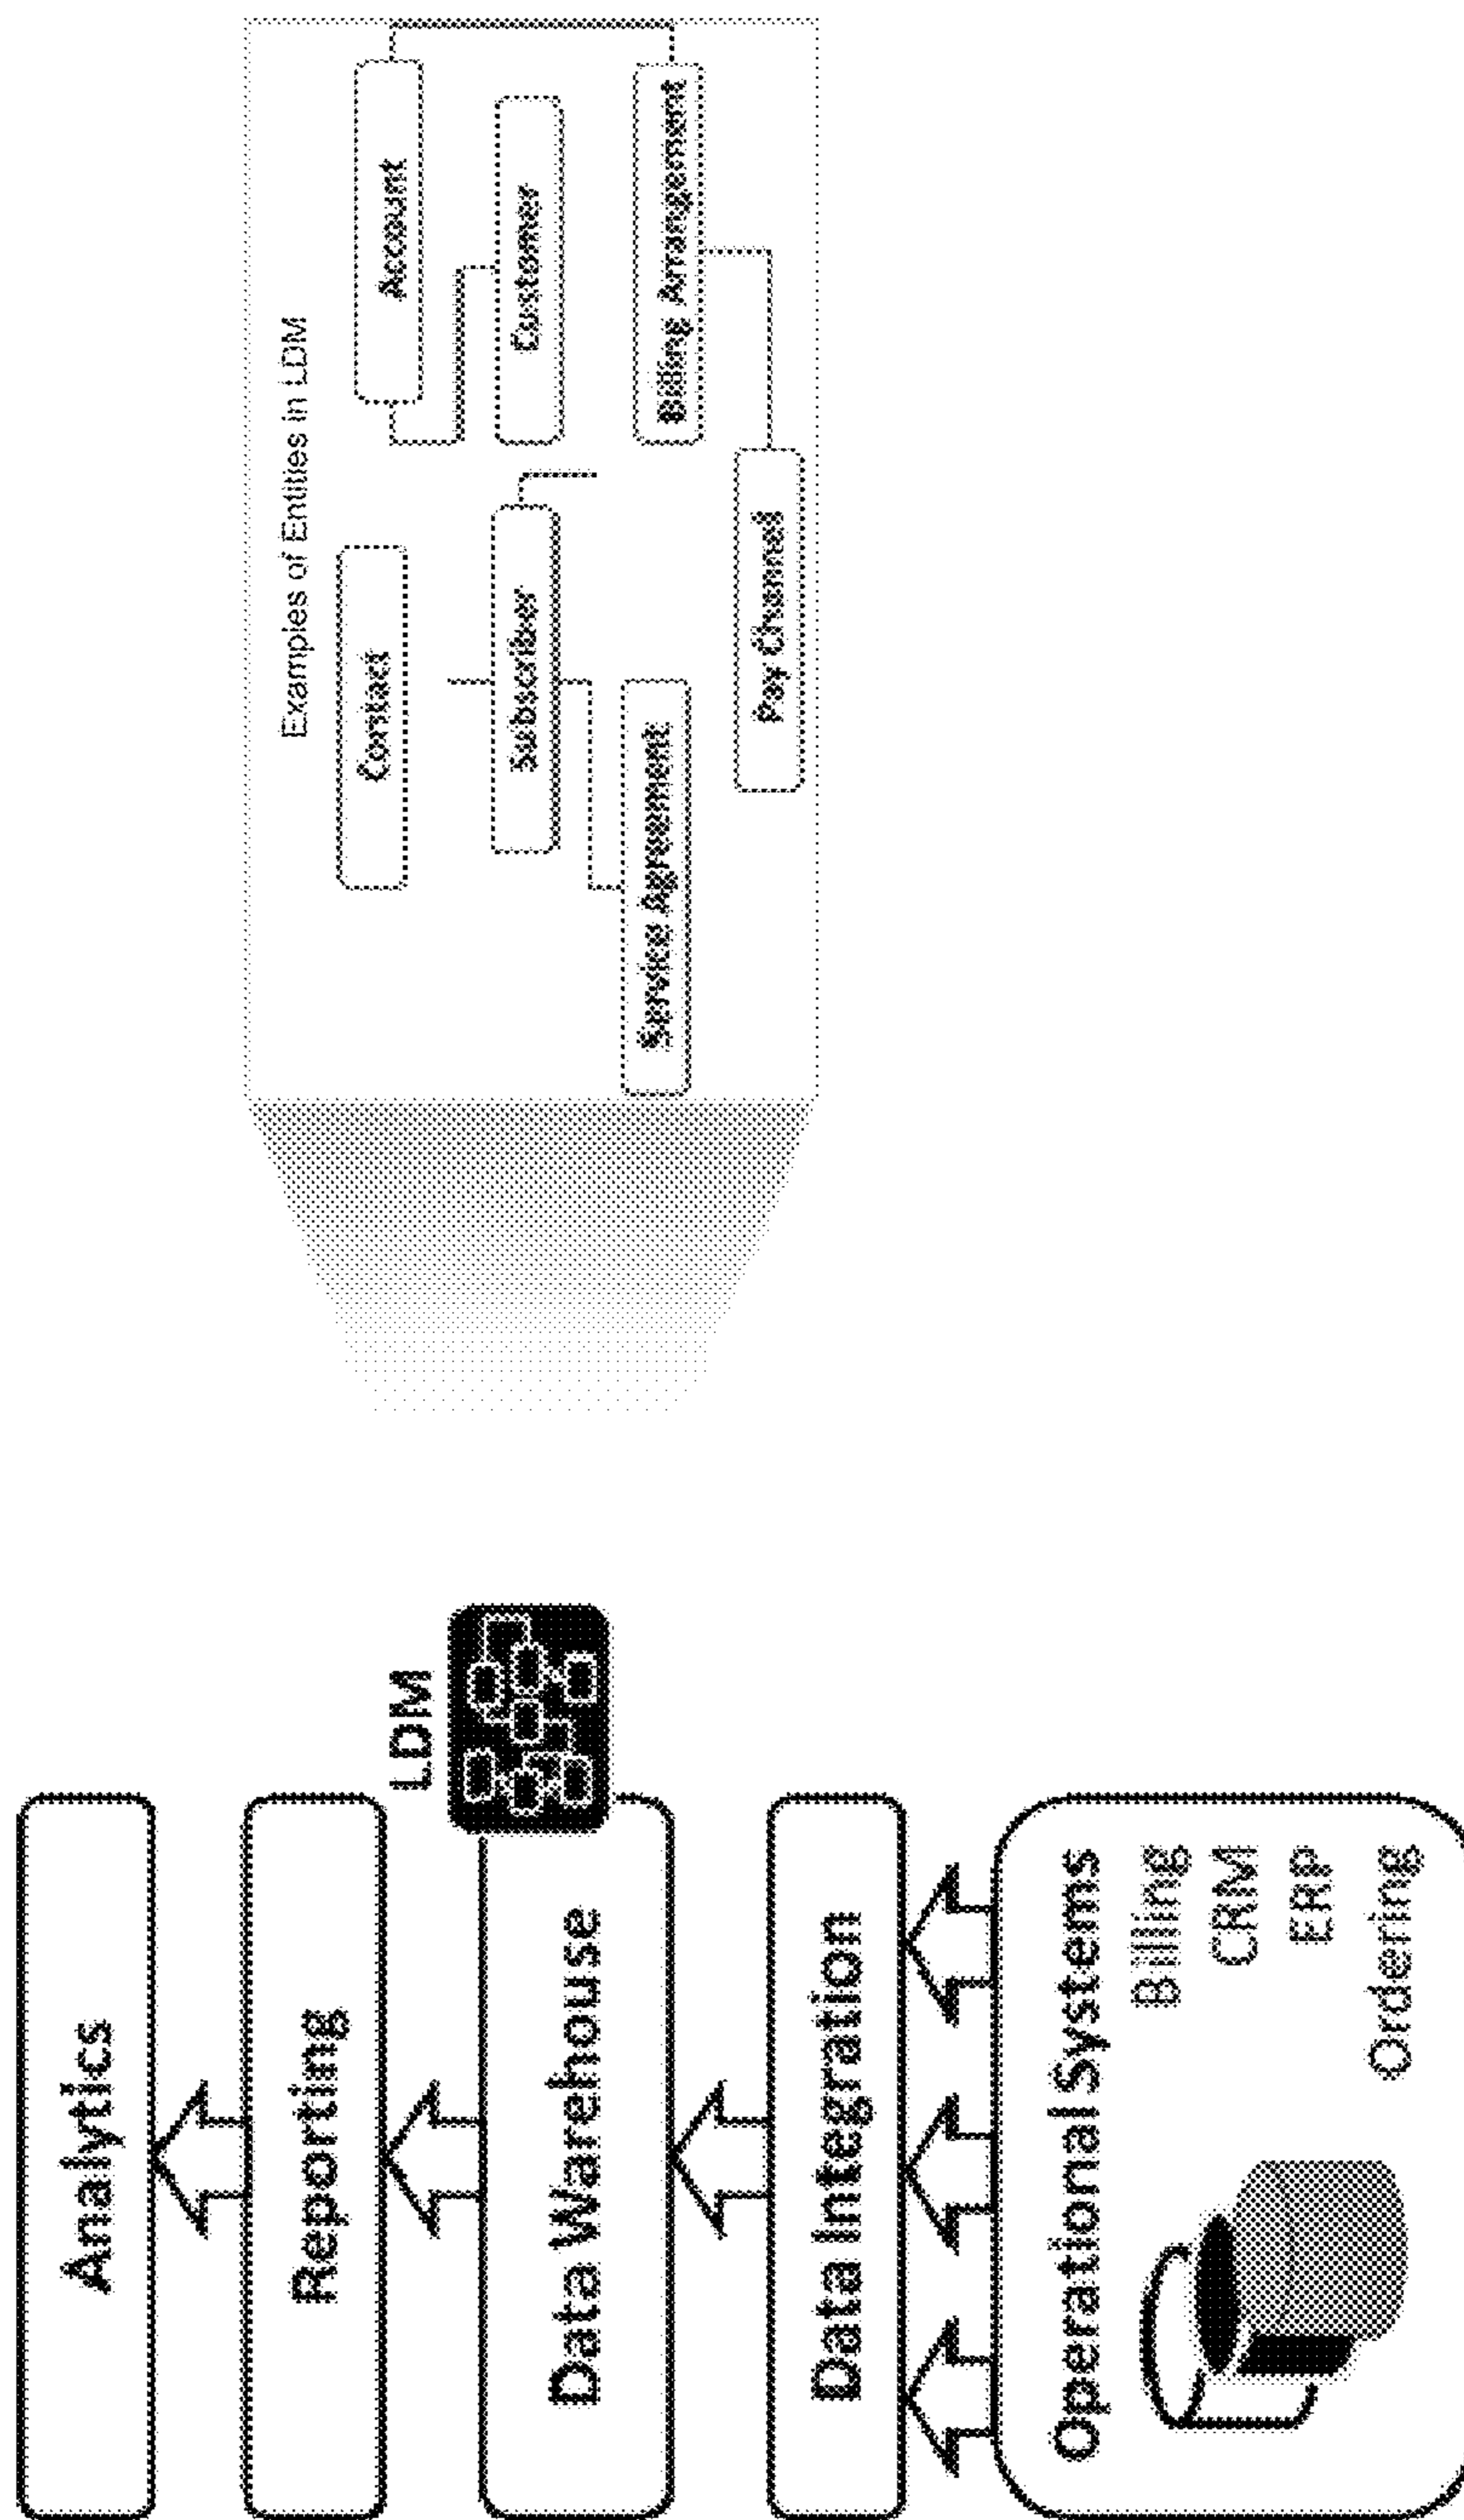 Analytics
Reporting
LDM
Data Warehouse
Data Integration
Operational Systems
Billing
CRM
ERP
Ordering
Examples of Entities in LDM
Contact
Account
Subscriber
Customer
Service Agreement
Billing Arrangement
Pay Channel